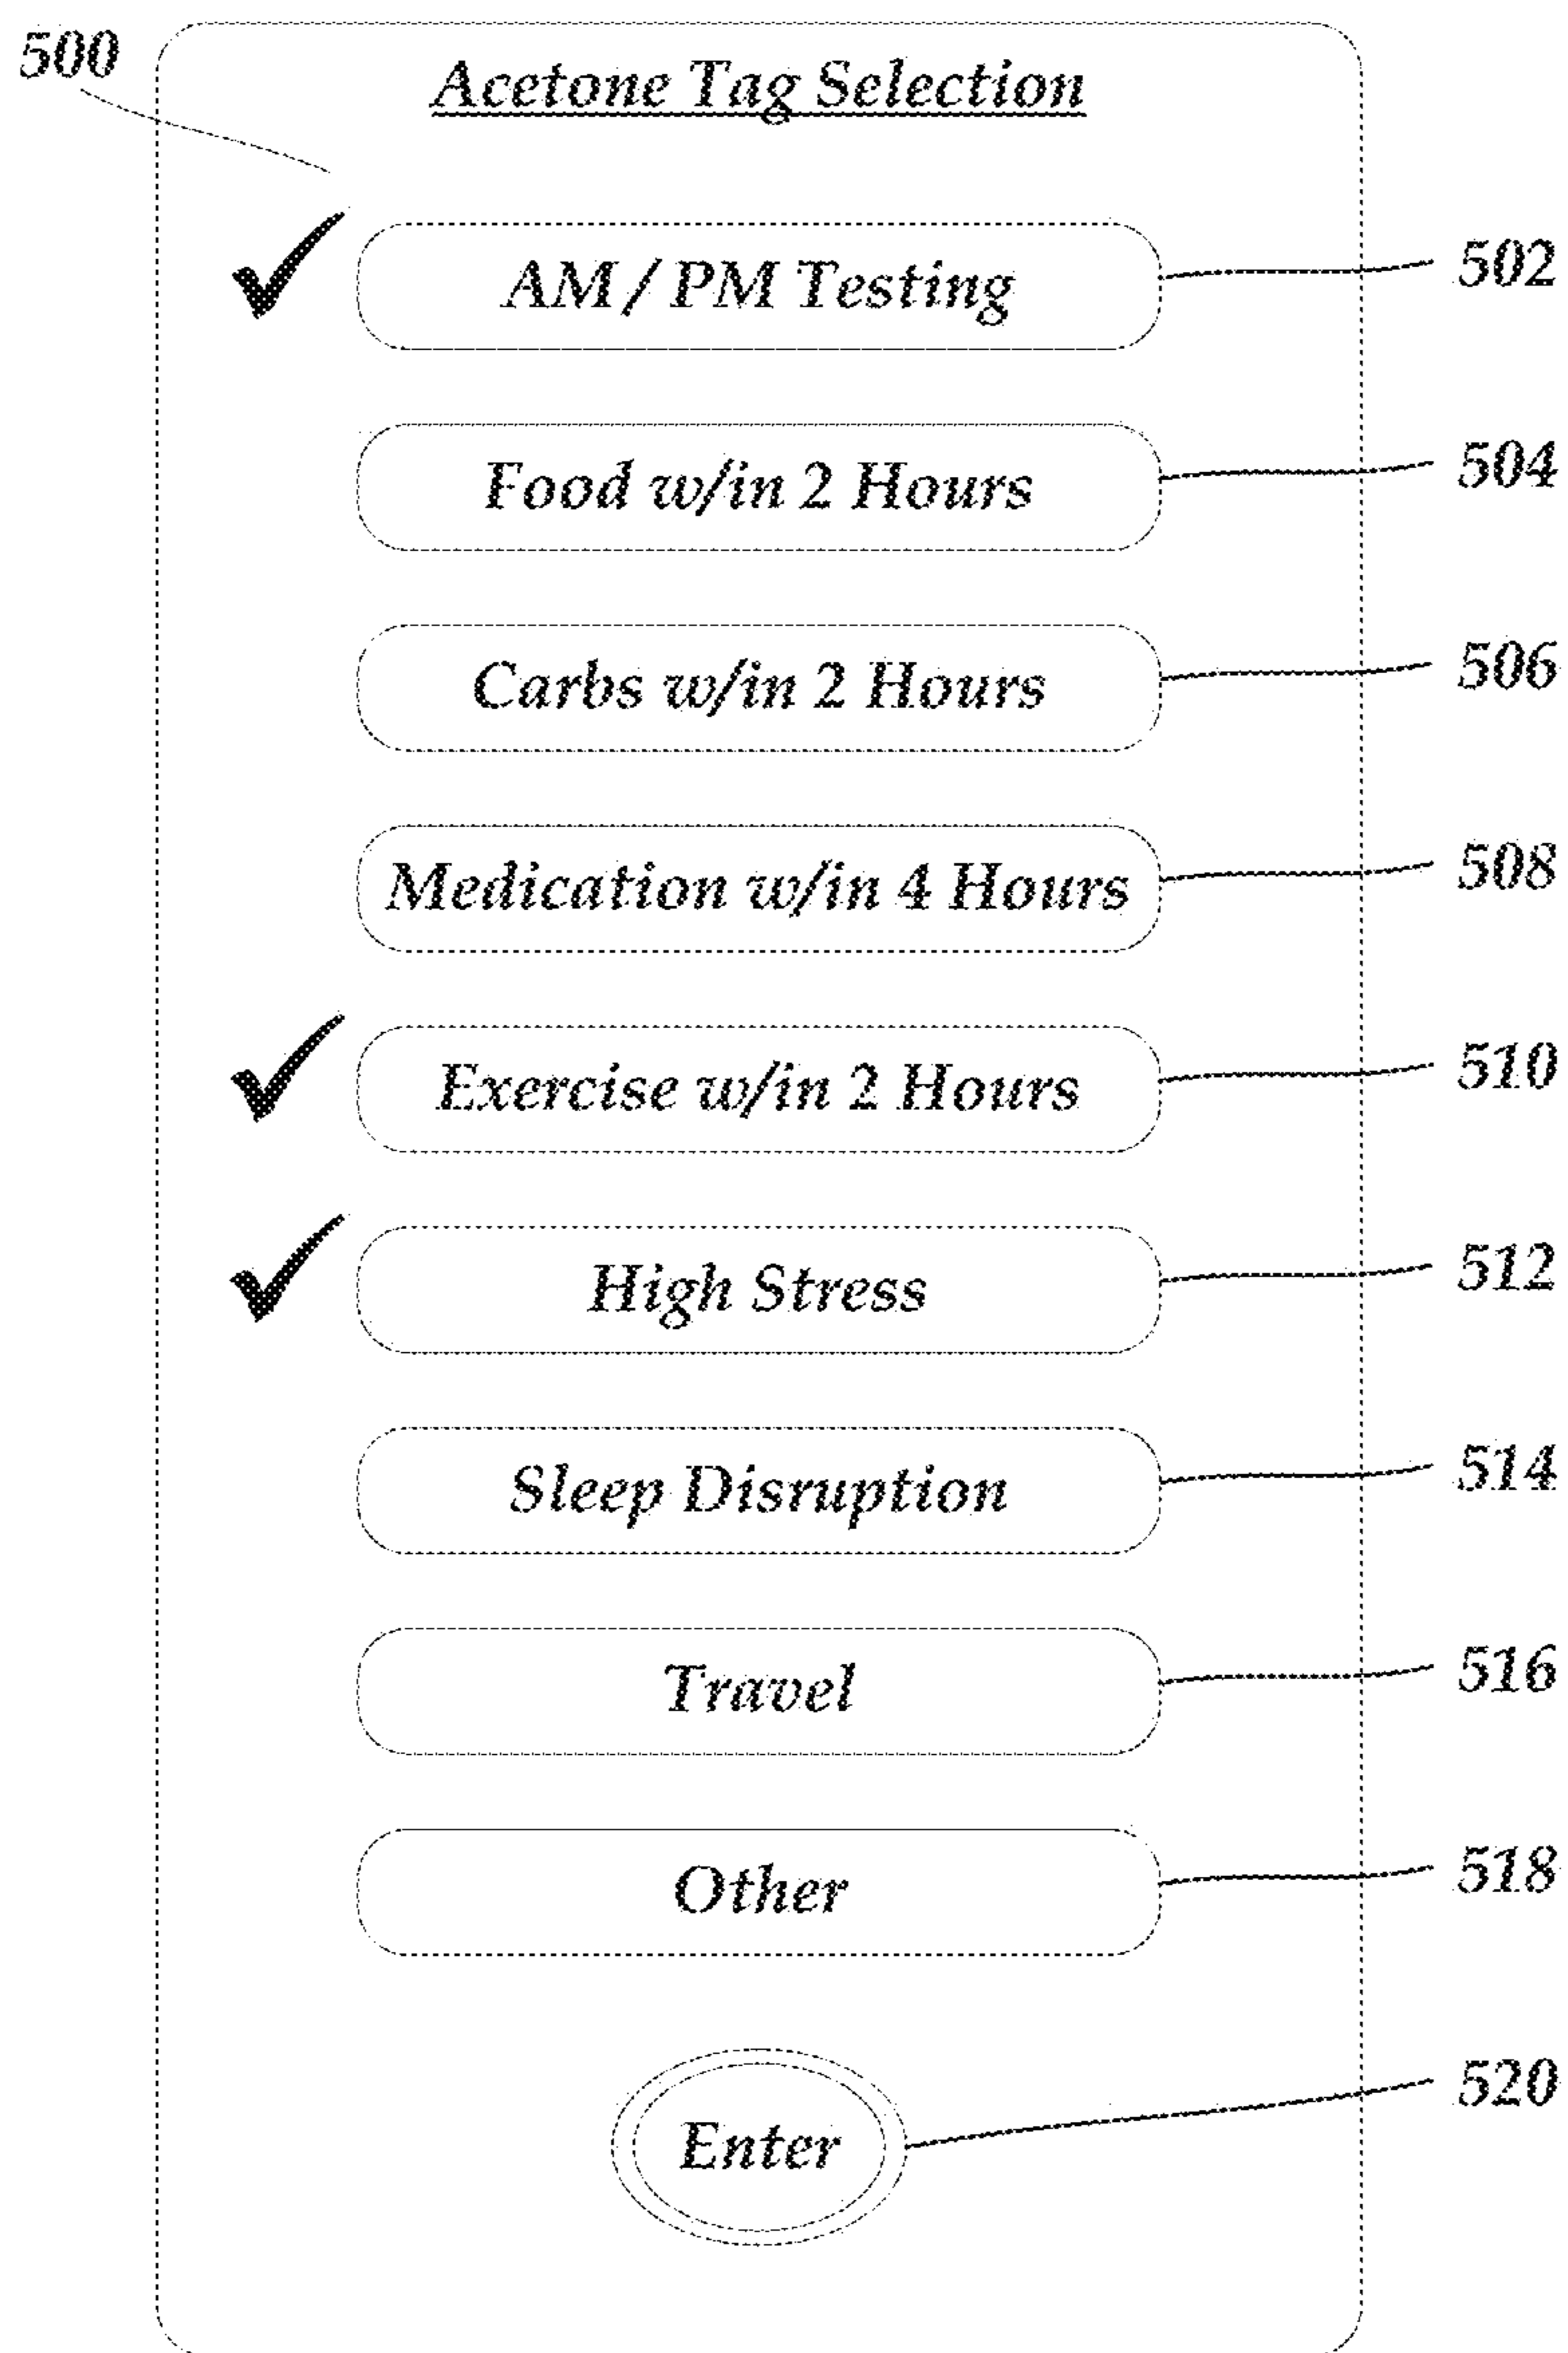 500
Acetone Tag Selection
AM / PM Testing 502
Food w/in 2 Hours 504
Carbs w/in 2 Hours 506
Medication w/in 4 Hours 508
Exercise w/in 2 Hours 510
High Stress 512
Sleep Disruption 514
Travel 516
Other 518
520
Enter